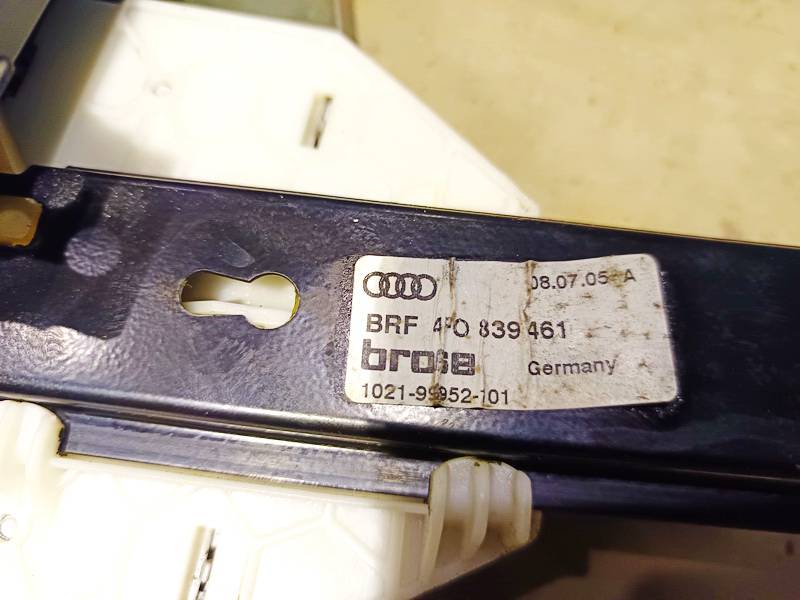 08.07.05 A
BRF 4F0 839 461
brose Germany
1021-99952-101